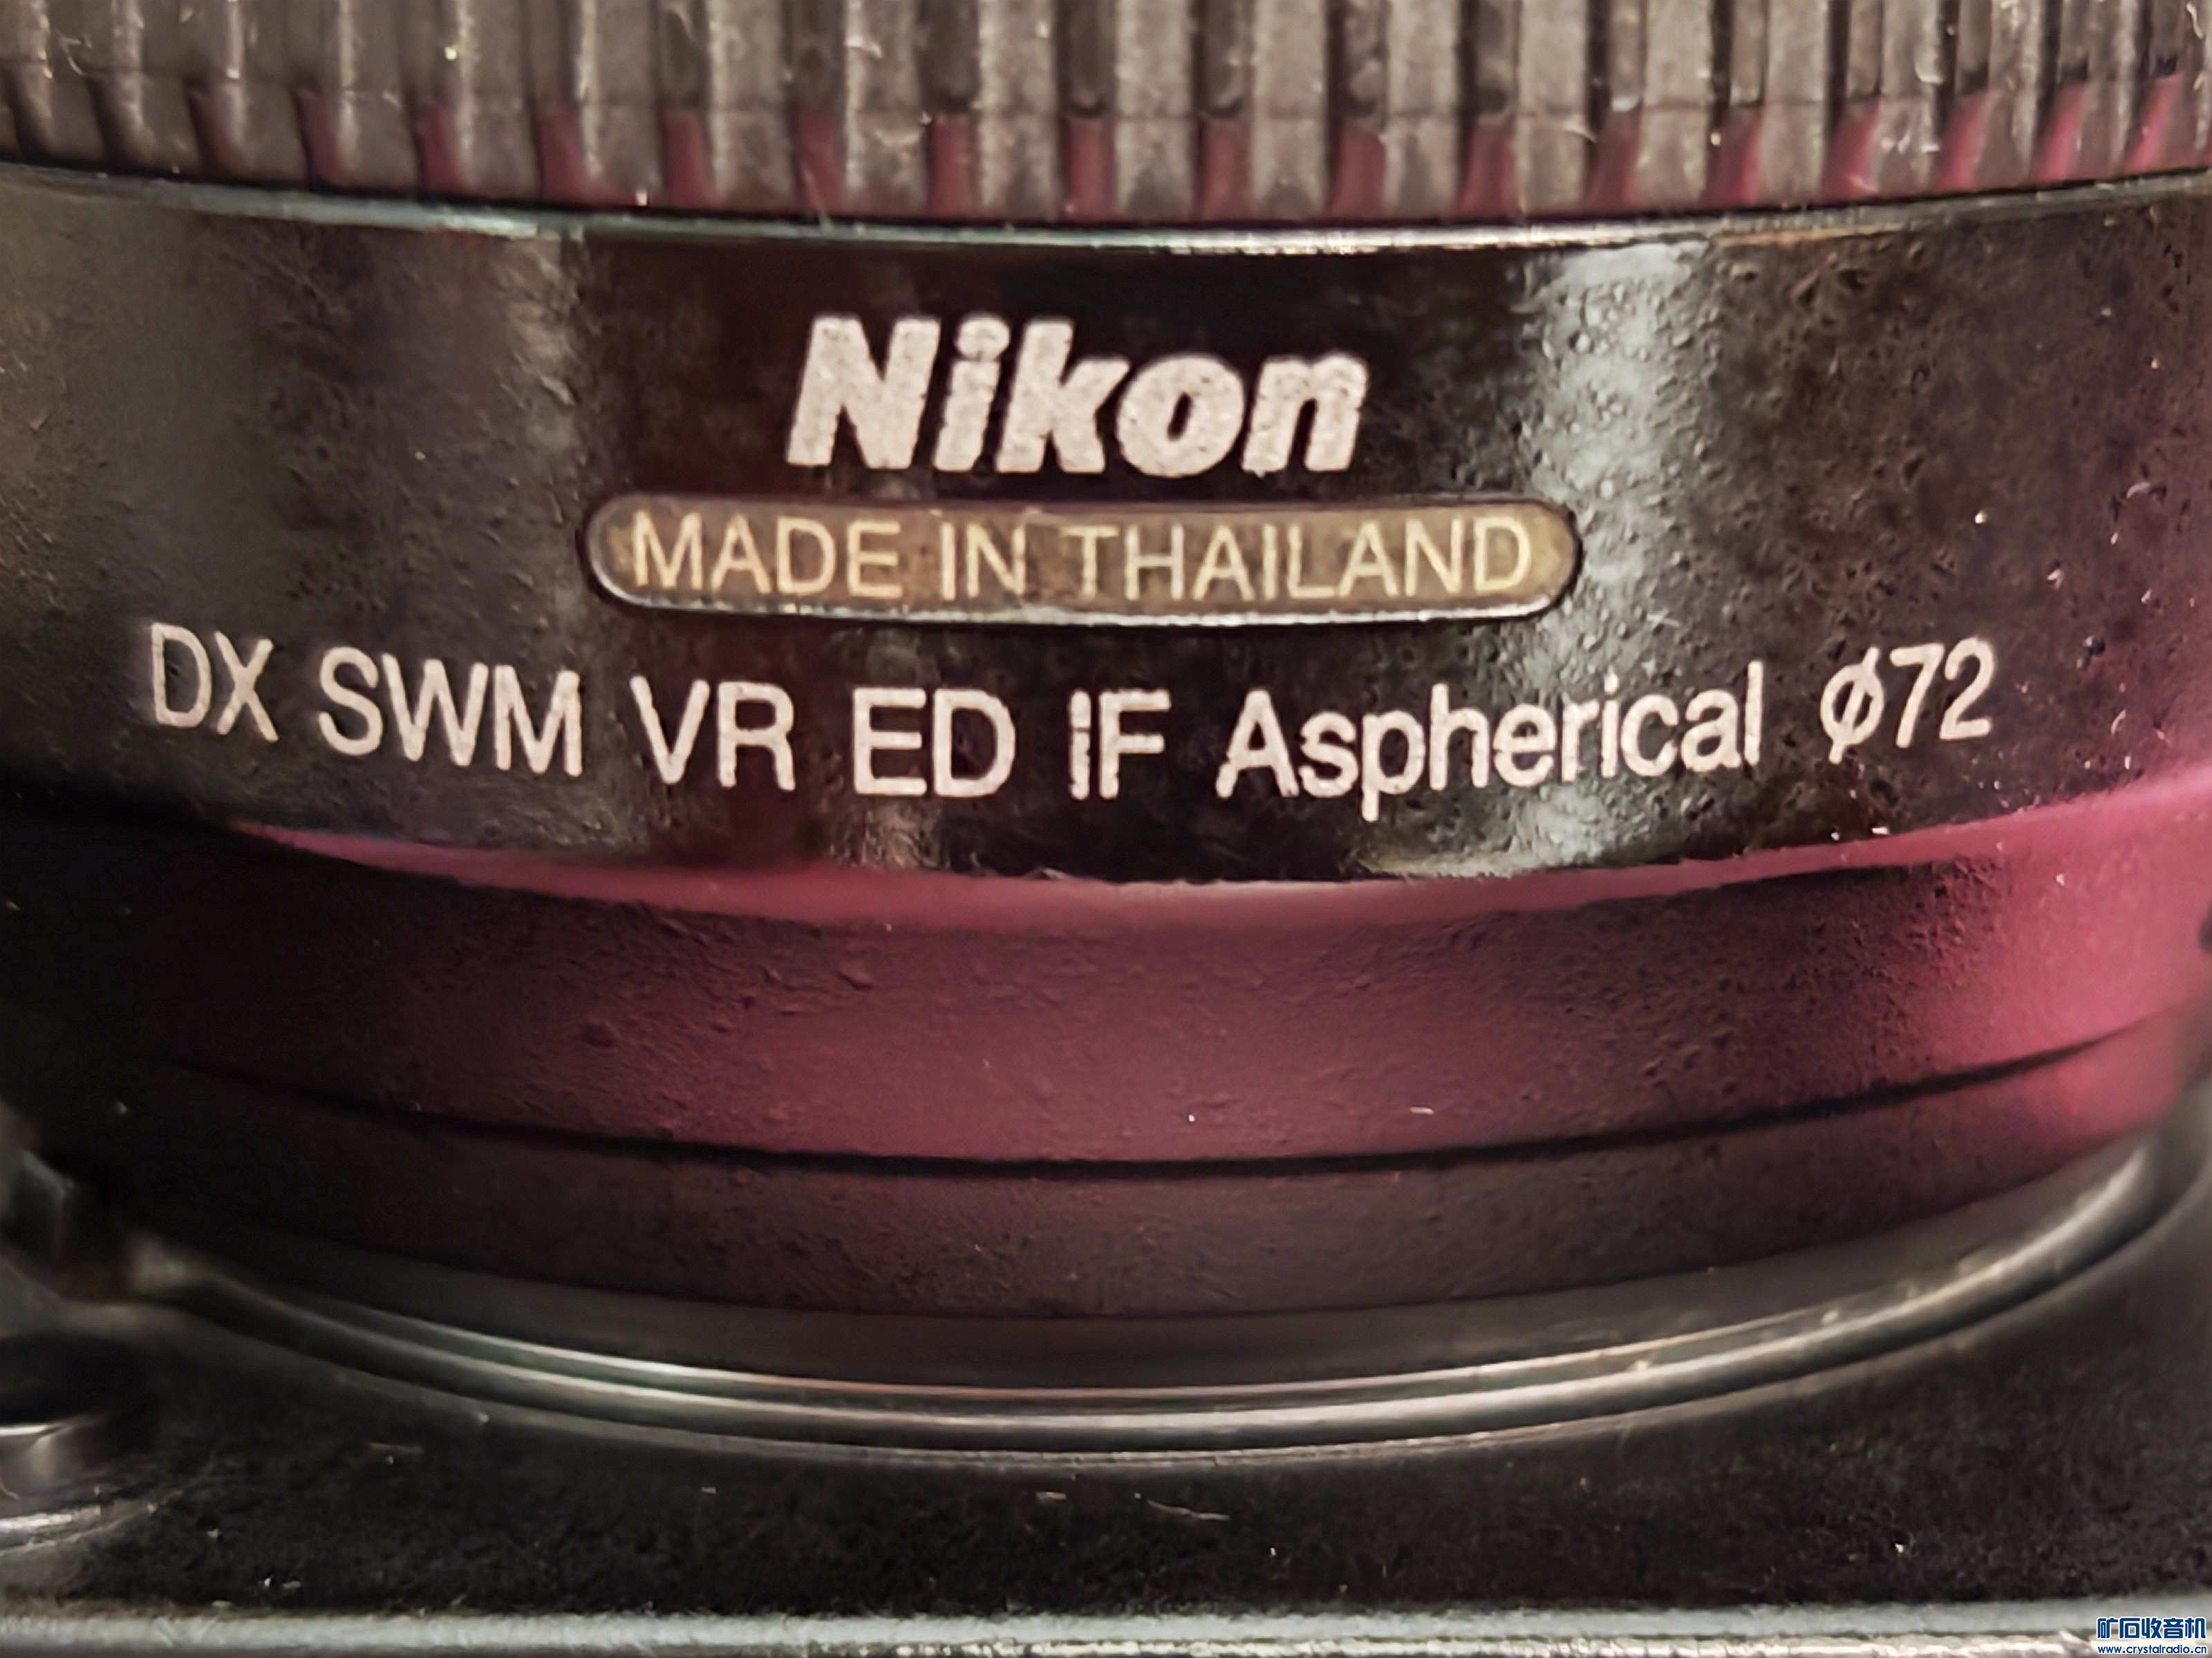 Nikon
MADE IN THAILAND
DX SWM VR ED IF Aspherical ϕ72
矿石收音机
www.crystalradio.cn